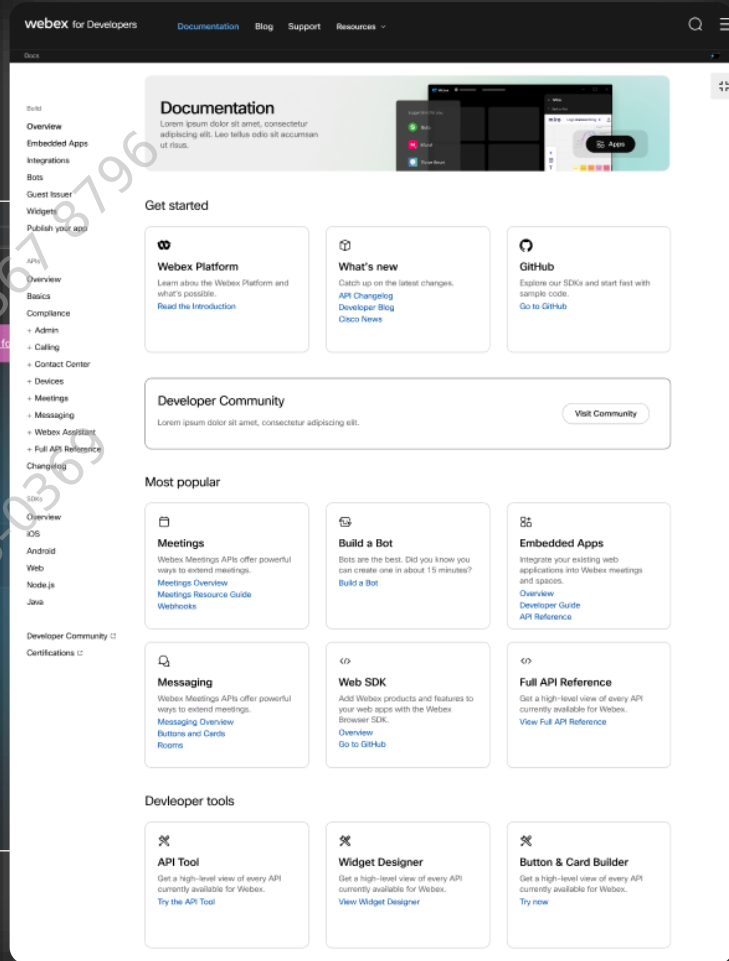 webex for Developers
Documentation
Blog
Support
Resources
Docs
Build
Overview
Embedded Apps
Integrations
Bots
Guest Issuer
Widgets
Publish your app
APIs
Overview
Basics
Compliance
+ Admin
+ Calling
+ Contact Center
+ Devices
+ Meetings
+ Messaging
+ Webex Assistant
+ Full API Reference
Changelog
SDKs
Overview
iOS
Android
Web
Node.js
Java
Developer Community
Certifications
Documentation
Lorem ipsum dolor sit amet, consectetur
adipiscing elit. Leo tellus odio sit accumsan
ut risus.
miro
Apps
Get started
Webex Platform
Learn abou the Webex Platform and
what's possible.
Read the Introduction
What's new
Catch up on the latest changes.
API Changelog
Developer Blog
Cisco News
GitHub
Explore our SDKs and start fast with
sample code.
Go to GitHub
Developer Community
Lorem ipsum dolor sit amet, consectetur adipiscing elit.
Visit Community
Most popular
Meetings
Webex Meetings APIs offer powerful
ways to extend meetings.
Meetings Overview
Meetings Resource Guide
Webhooks
Build a Bot
Bots are the best. Did you know you
can create one in about 15 minutes?
Build a Bot
Embedded Apps
Integrate your existing web
applications into Webex meetings
and spaces.
Overview
Developer Guide
API Reference
Messaging
Webex Meetings APIs offer powerful
ways to extend meetings.
Messaging Overview
Buttons and Cards
Rooms
Web SDK
Add Webex products and features to
your web apps with the Webex
Browser SDK.
Overview
Go to GitHub
Full API Reference
Get a high-level view of every API
currently available for Webex.
View Full API Reference
Devleoper tools
API Tool
Get a high-level view of every API
currently available for Webex.
Try the API Tool
Widget Designer
Get a high-level view of every API
currently available for Webex.
View Widget Designer
Button & Card Builder
Get a high-level view of every API
currently available for Webex.
Try now
8796
-0369